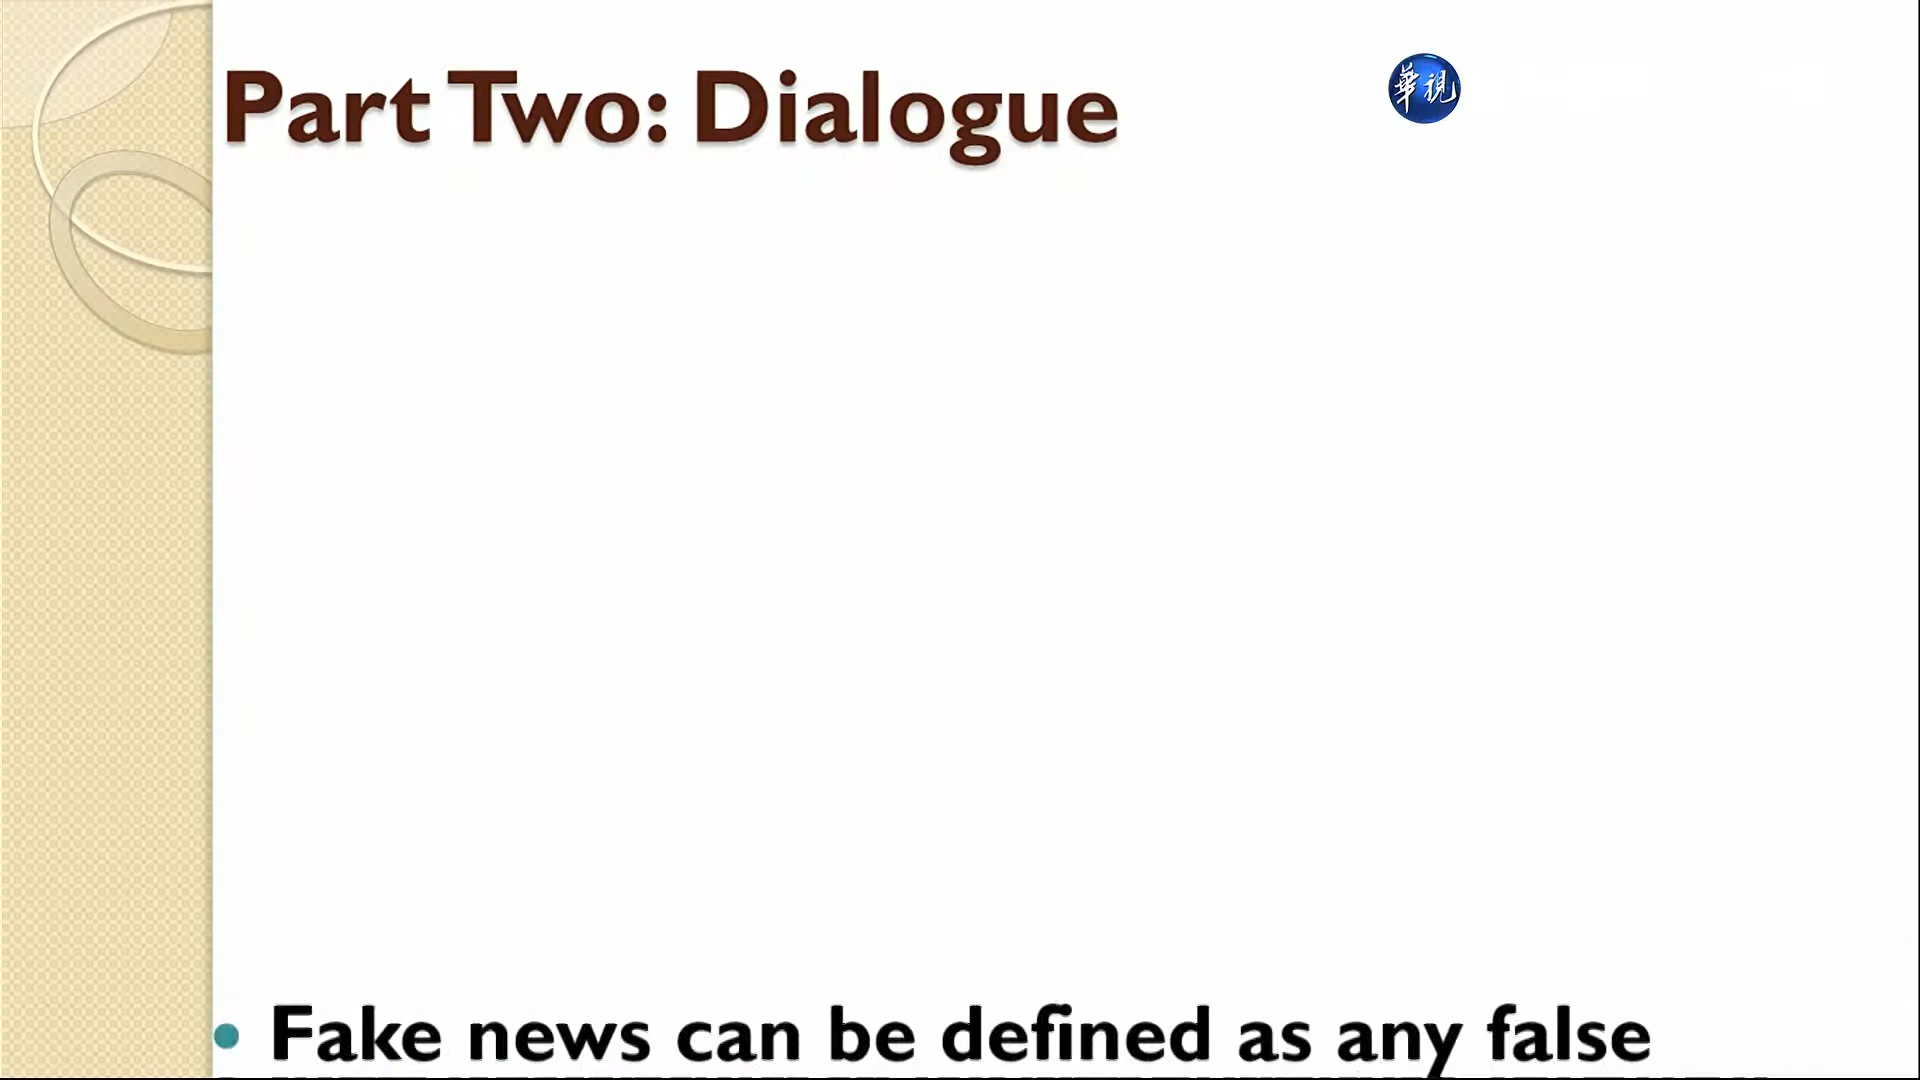 Part Two: Dialogue
華視
• Fake news can be defined as any false